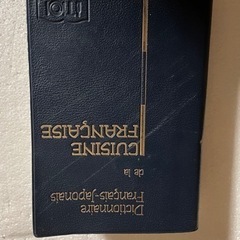 Dictionnaire
Français-Japonais
de la
CUISINE
FRANÇAISE